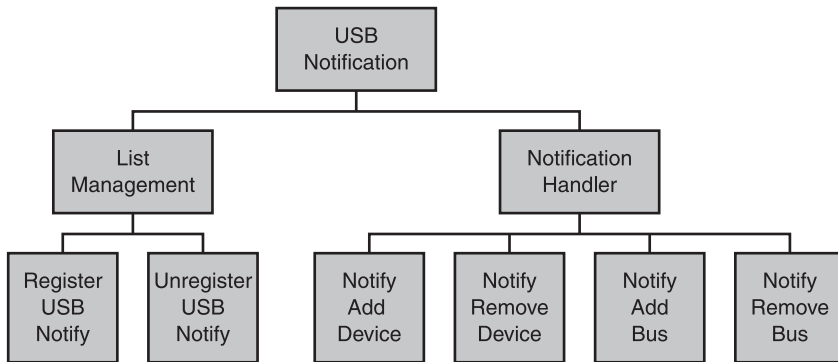 USB
Notification
List
Management
Notification
Handler
Register
USB
Notify
Unregister
USB
Notify
Notify
Add
Device
Notify
Remove
Device
Notify
Add
Bus
Notify
Remove
Bus